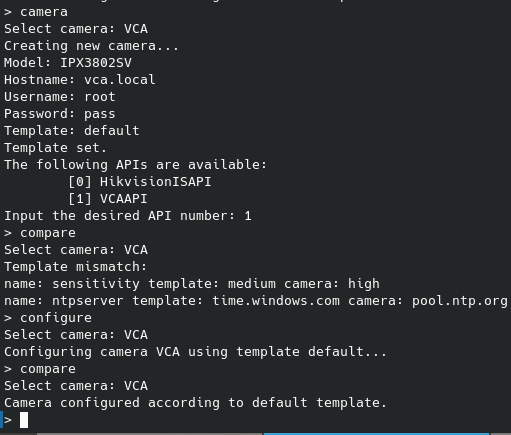 > camera
Select camera: VCA
Creating new camera...
Model: IPX3802SV
Hostname: vca.local
Username: root
Password: pass
Template: default
Template set.
The following APIs are available:
        [0] HikvisionISAPI
        [1] VCAAPI
Input the desired API number: 1
> compare
Select camera: VCA
Template mismatch:
name: sensitivity template: medium camera: high
name: ntpserver template: time.windows.com camera: pool.ntp.org
> configure
Select camera: VCA
Configuring camera VCA using template default...
> compare
Select camera: VCA
Camera configured according to default template.
>